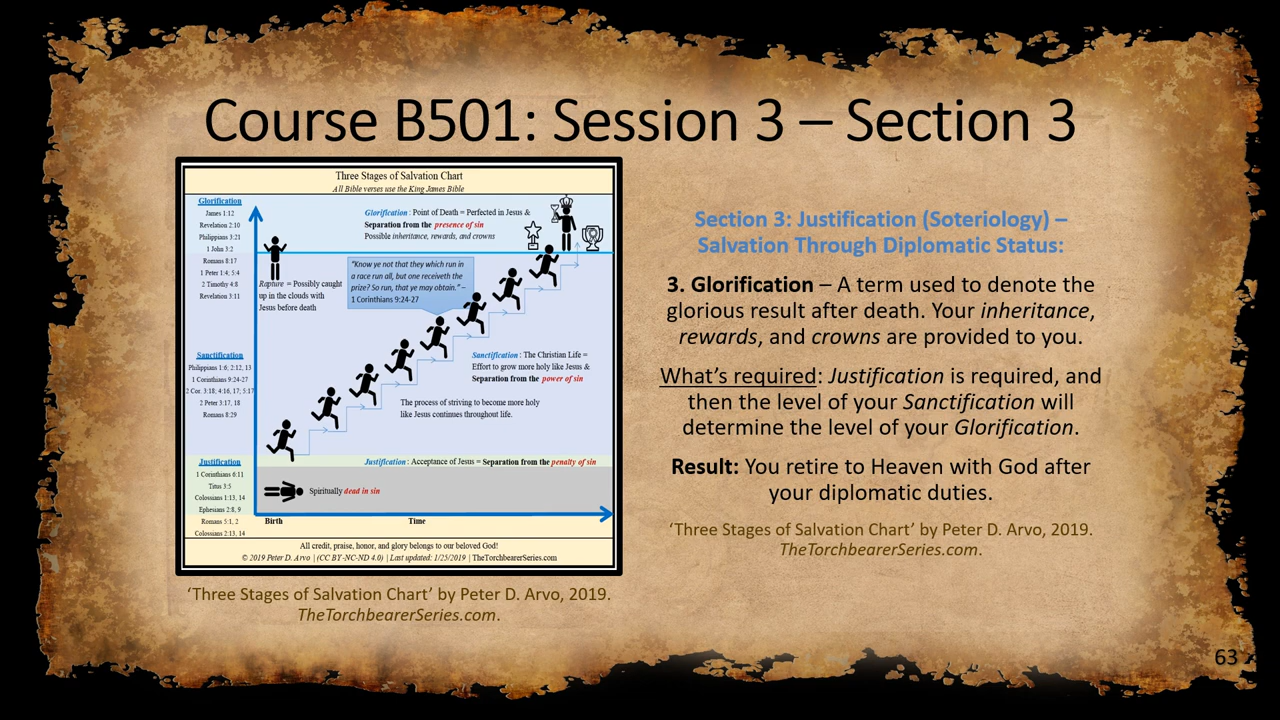 Course B501: Session 3 – Section 3
Three Stages of Salvation Chart
All Bible verses use the King James Bible
Glorification
James 1:12
Revelation 2:10
Philippians 3:21
1 John 3:2
Romans 8:17
1 Peter 1:4; 5:4
2 Timothy 4:8
Revelation 3:11
Sanctification
Philippians 1:6; 2:12, 13
1 Corinthians 9:24-27
2 Cor. 3:18; 4:16, 17; 5:17
2 Peter 3:17, 18
Romans 8:29
Justification
1 Corinthians 6:11
Titus 3:5
Colossians 1:13, 14
Ephesians 2:8, 9
Romans 5:1, 2
Colossians 2:13, 14
Glorification: Point of Death = Perfected in Jesus &
Separation from the presence of sin
Possible inheritance, rewards, and crowns
Rapture = Possibly caught
up in the clouds with
Jesus before death
"Know ye not that they which run in
a race run all, but one receiveth the
prize? So run, that ye may obtain." –
1 Corinthians 9:24-27
Sanctification: The Christian Life =
Effort to grow more holy like Jesus &
Separation from the power of sin
The process of striving to become more holy
like Jesus continues throughout life.
Justification: Acceptance of Jesus = Separation from the penalty of sin
Spiritually dead in sin
Birth
Time
All credit, praise, honor, and glory belongs to our beloved God!
© 2019 Peter D. Arvo | (CC BY-NC-ND 4.0) | Last updated: 1/25/2019 | TheTorchbearerSeries.com
‘Three Stages of Salvation Chart’ by Peter D. Arvo, 2019.
TheTorchbearerSeries.com.
Section 3: Justification (Soteriology) –
Salvation Through Diplomatic Status:
3. Glorification – A term used to denote the
glorious result after death. Your inheritance,
rewards, and crowns are provided to you.
What’s required: Justification is required, and
then the level of your Sanctification will
determine the level of your Glorification.
Result: You retire to Heaven with God after
your diplomatic duties.
‘Three Stages of Salvation Chart’ by Peter D. Arvo, 2019.
TheTorchbearerSeries.com.
63